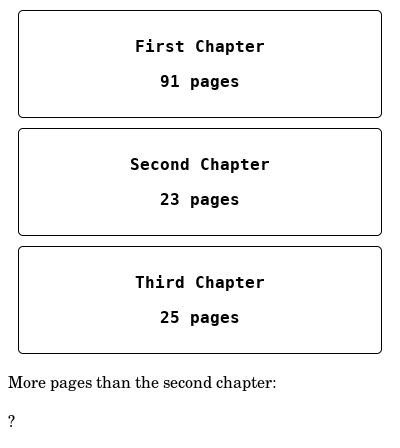 First Chapter
91 pages
Second Chapter
23 pages
Third Chapter
25 pages
More pages than the second chapter:
?